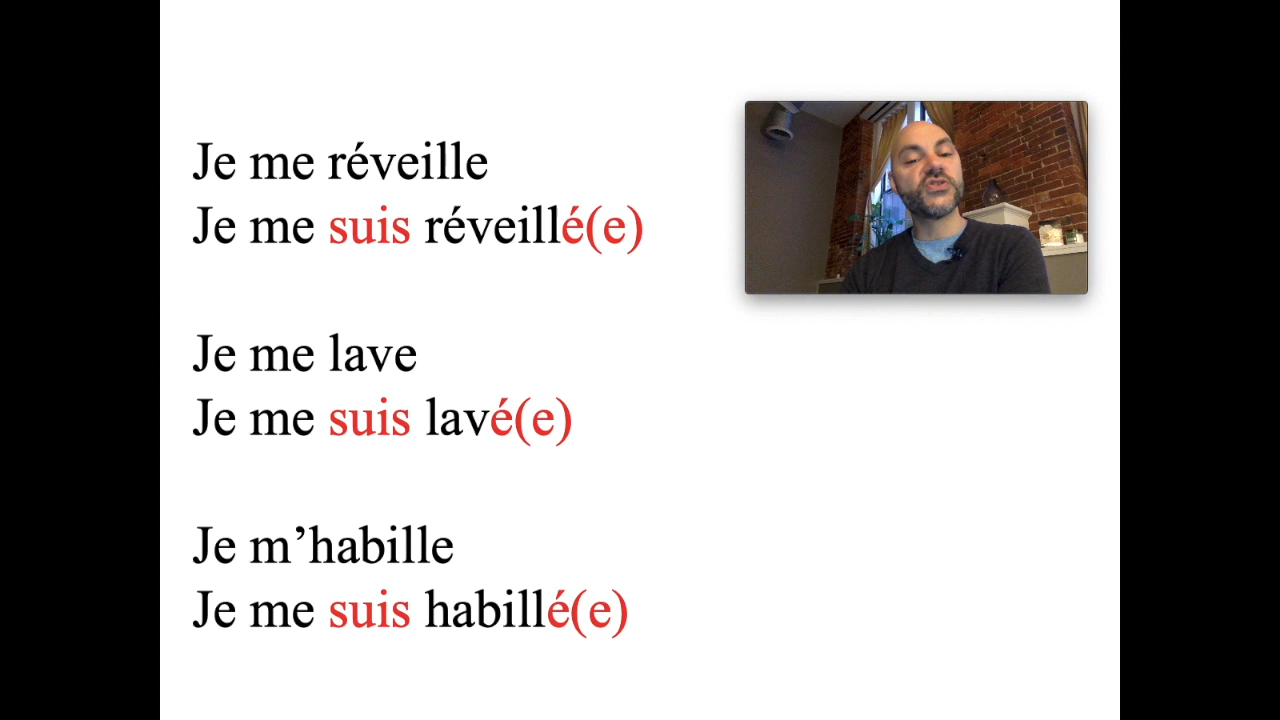 Je me réveille
Je me suis réveillé(e)
Je me lave
Je me suis lavé(e)
Je m’habille
Je me suis habillé(e)